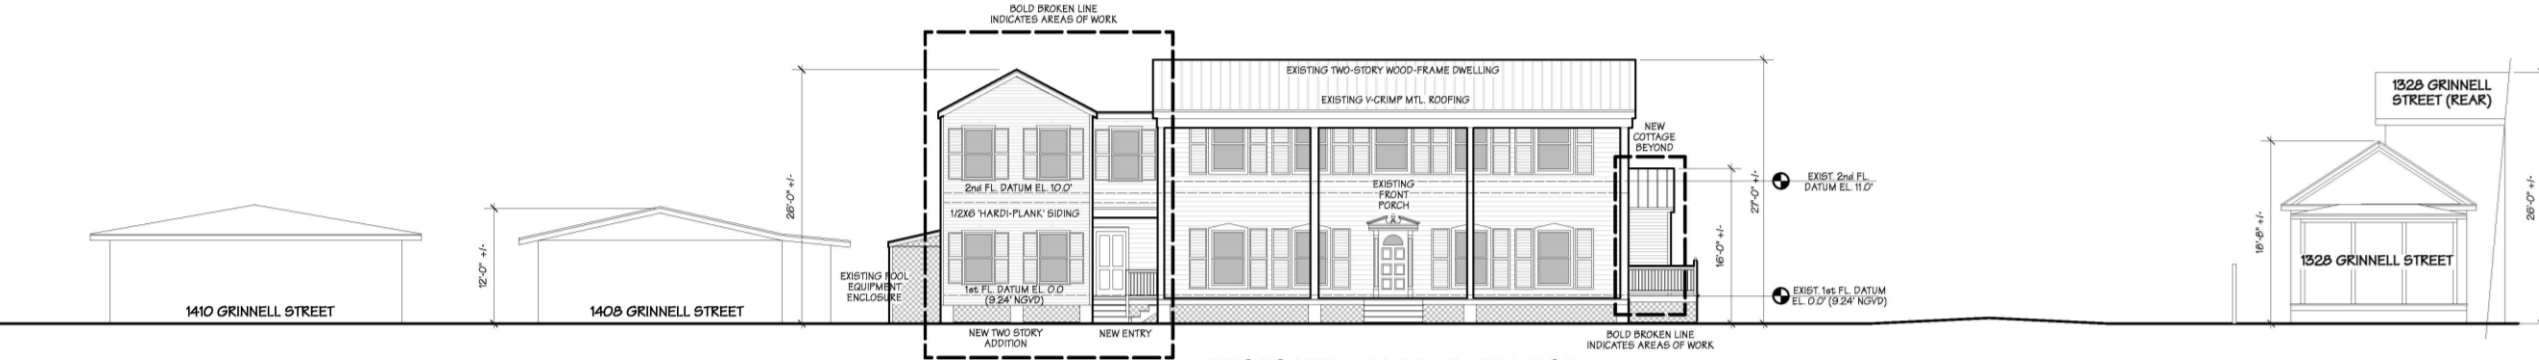 BOLD BROKEN LINE
INDICATES AREAS OF WORK
EXISTING TWO-STORY WOOD-FRAME DWELLING
EXISTING V-CRIMP MTL. ROOFING
1328 GRINNELL
STREET (REAR)
NEW
COTTAGE
BEYOND
26'-0" +/-
2nd FL. DATUM EL. 10.0'
1/2X6 'HARDI-PLANK' SIDING
EXISTING
FRONT
PORCH
27'-0" +/-
EXIST. 2nd FL.
DATUM EL. 11.0'
26'-0" +/-
12'-0" +/-
16'-0" +/-
18'-8" +/-
1328 GRINNELL STREET
EXISTING POOL
EQUIPMENT
ENCLOSURE
1st FL. DATUM EL. 0.0
(9.24' NGVD)
EXIST. 1st FL. DATUM
EL. 0.0' (9.24' NGVD)
1410 GRINNELL STREET
1408 GRINNELL STREET
NEW TWO STORY
ADDITION
NEW ENTRY
BOLD BROKEN LINE
INDICATES AREAS OF WORK